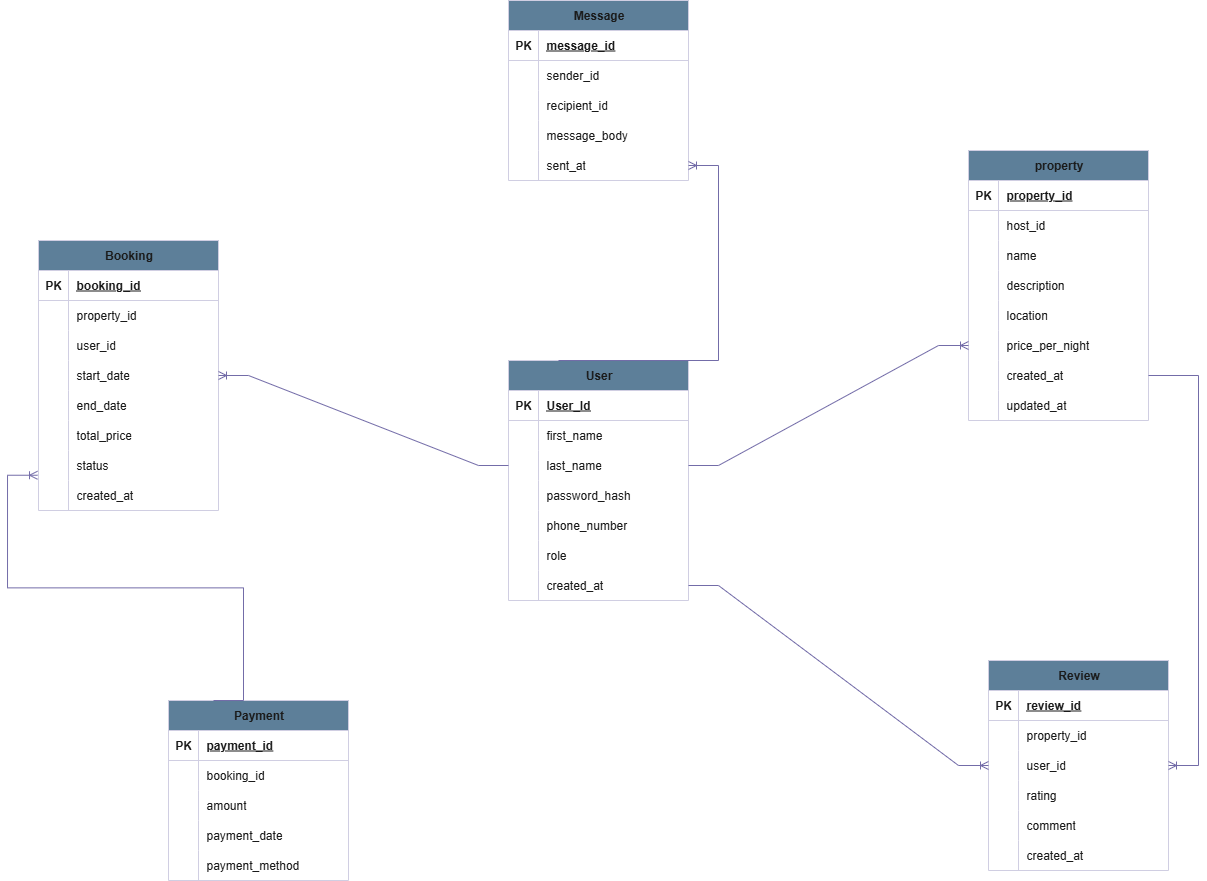 Message
PK message_id
sender_id
recipient_id
message_body
sent_at
property
PK property_id
host_id
name
description
location
price_per_night
created_at
updated_at
Booking
PK booking_id
property_id
user_id
start_date
end_date
total_price
status
created_at
User
PK User_Id
first_name
last_name
password_hash
phone_number
role
created_at
Review
PK review_id
property_id
user_id
rating
comment
created_at
Payment
PK payment_id
booking_id
amount
payment_date
payment_method